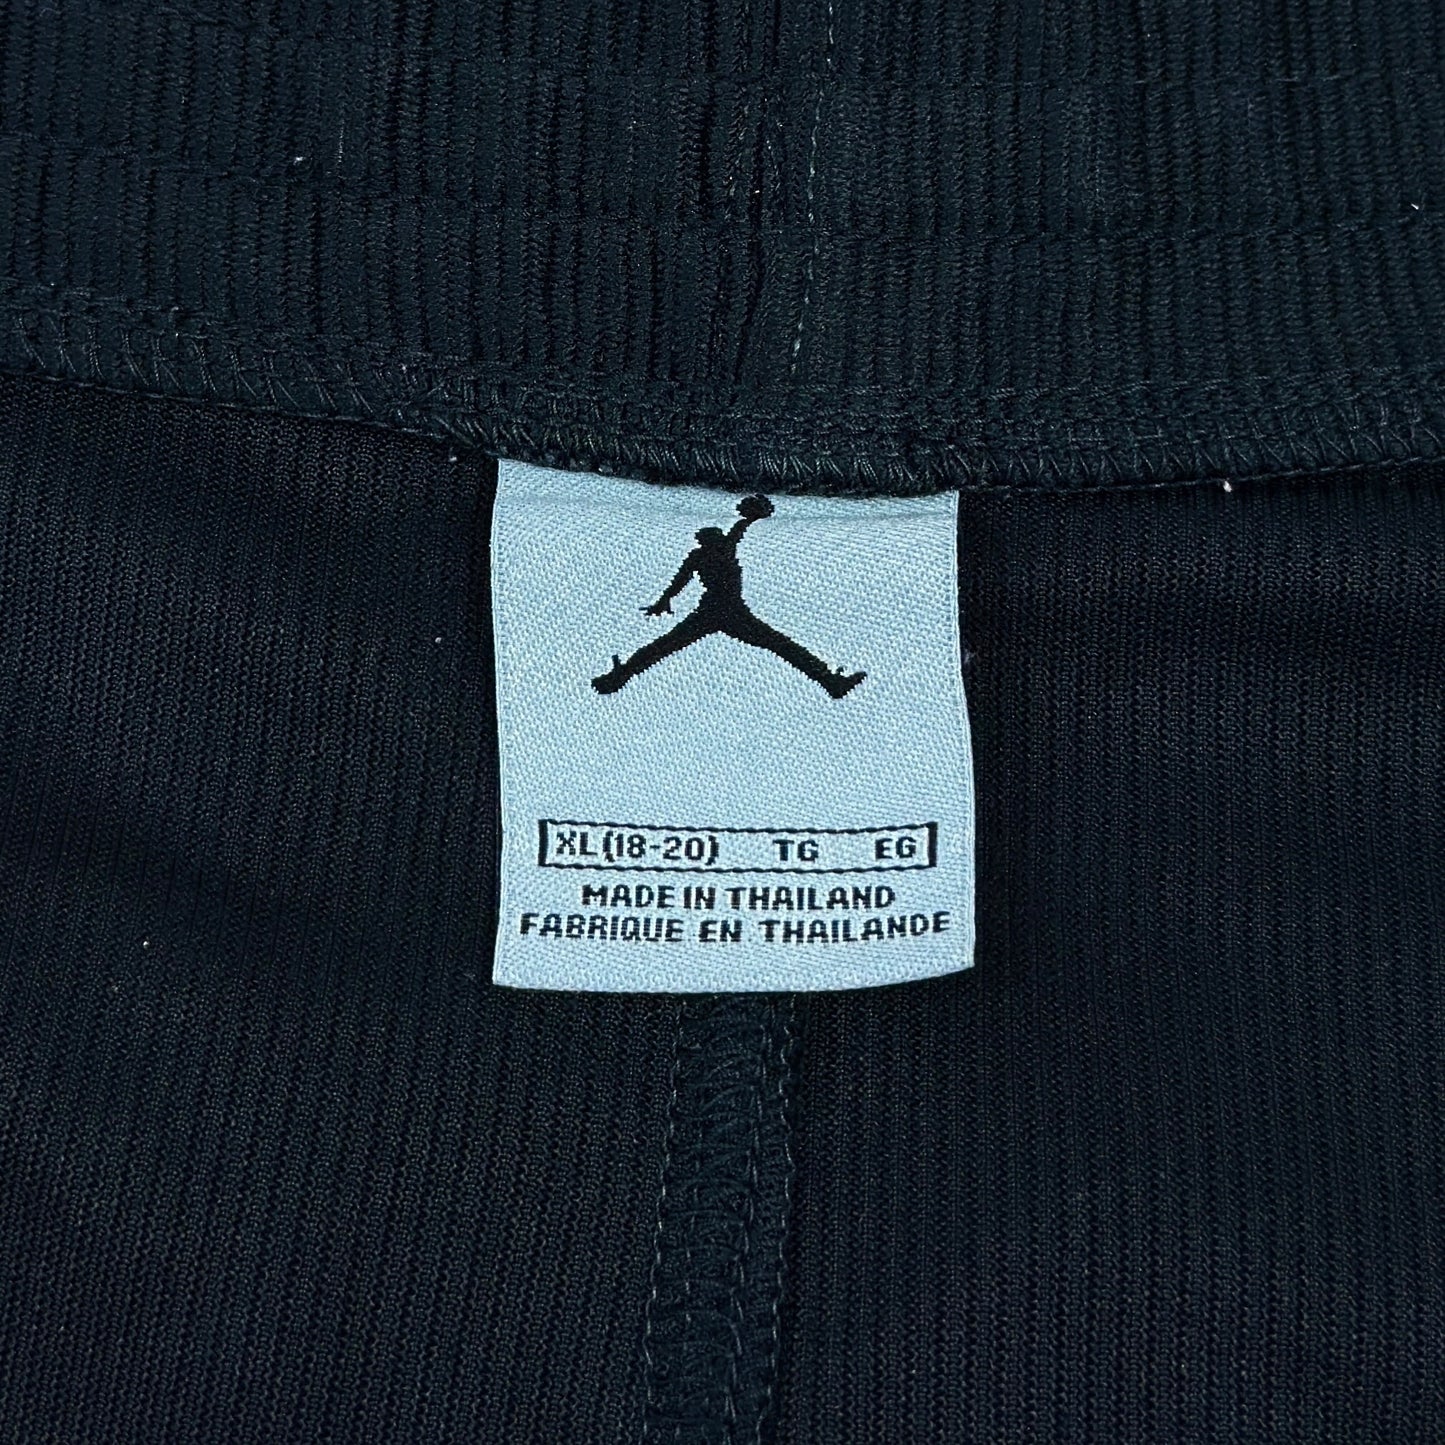 XL(18-20) TG EG
MADE IN THAILAND
FABRIQUE EN THAILANDE